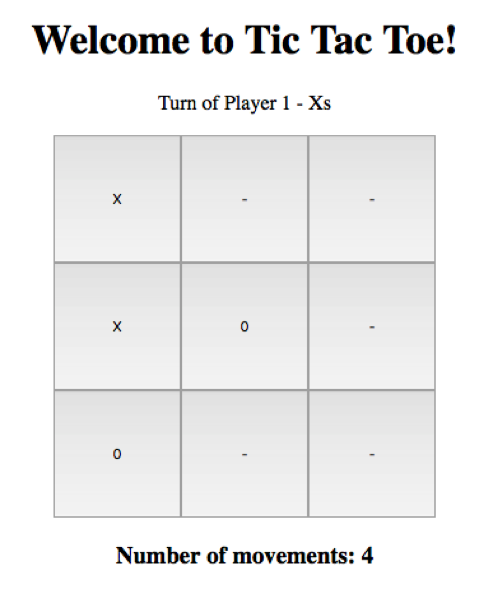 Welcome to Tic Tac Toe!
Turn of Player 1 - Xs
X - -
X O -
O - -
Number of movements: 4